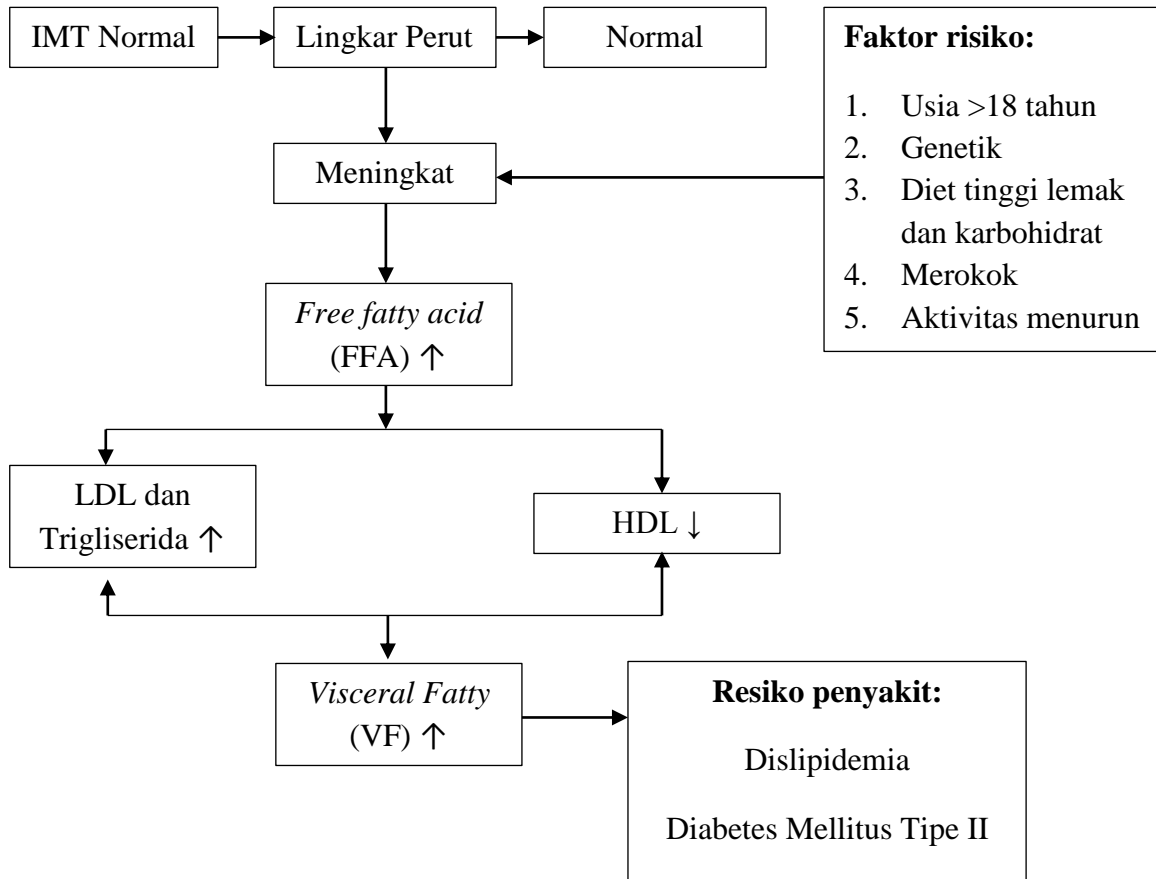 IMT Normal
Lingkar Perut
Normal
Faktor risiko:
1. Usia >18 tahun
2. Genetik
3. Diet tinggi lemak
dan karbohidrat
4. Merokok
5. Aktivitas menurun
Meningkat
Free fatty acid
(FFA) ↑
LDL dan
Trigliserida ↑
HDL ↓
Visceral Fatty
(VF) ↑
Resiko penyakit:
Dislipidemia
Diabetes Mellitus Tipe II